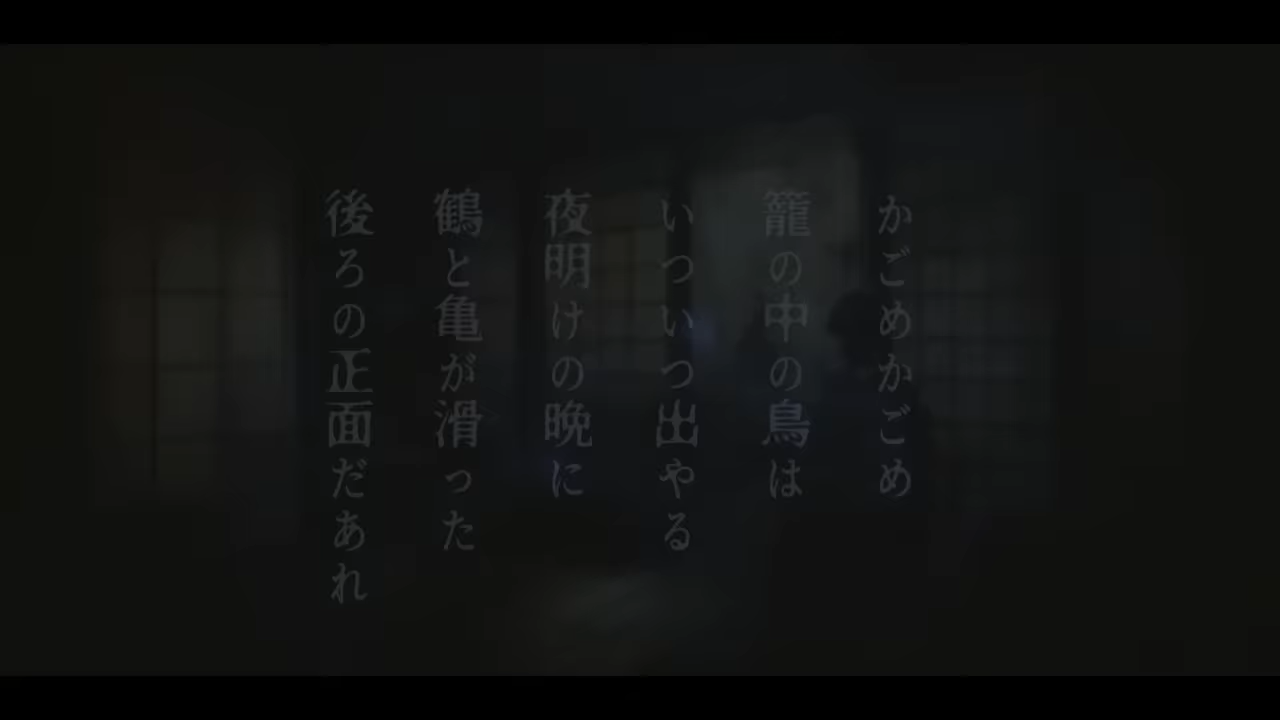 かごめかごめ
籠の中の鳥は
いついつ出やる
夜明けの晩に
鶴と亀が滑った
後ろの正面だあれ